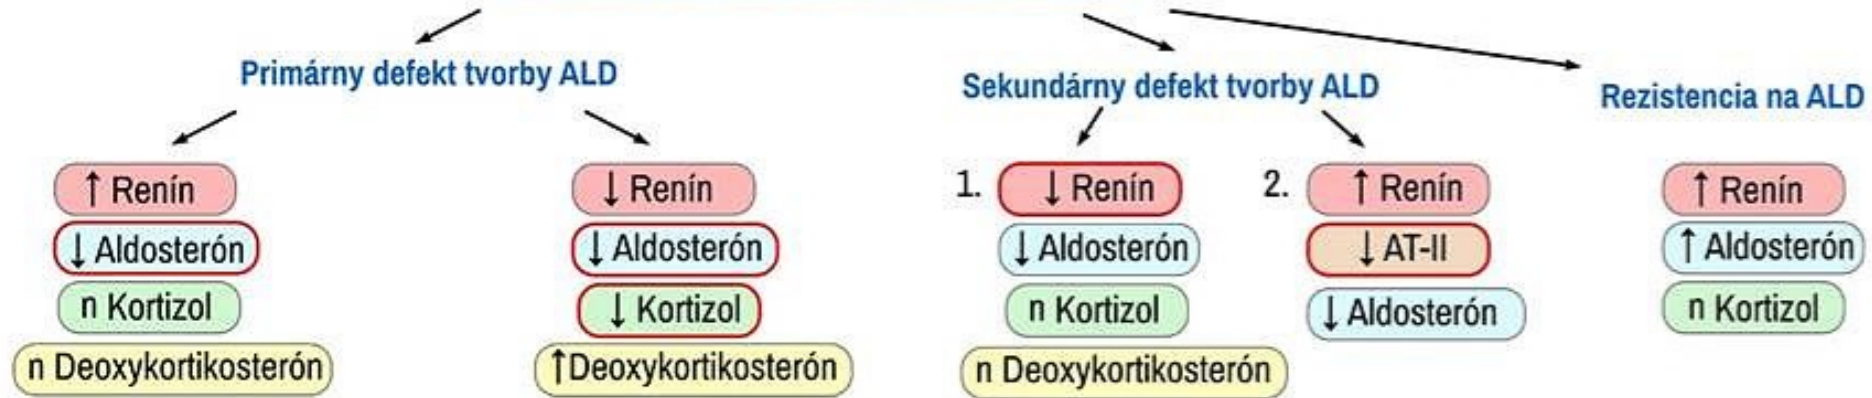 Primárny defekt tvorby ALD
↑ Renín
↓ Aldosterón
n Kortizol
n Deoxykortikosterón
↓ Renín
↓ Aldosterón
↓ Kortizol
↑Deoxykortikosterón
Sekundárny defekt tvorby ALD
1. ↓ Renín
↓ Aldosterón
n Kortizol
n Deoxykortikosterón
2. ↑ Renín
↓ AT-II
↓ Aldosterón
Rezistencia na ALD
↑ Renín
↑ Aldosterón
n Kortizol